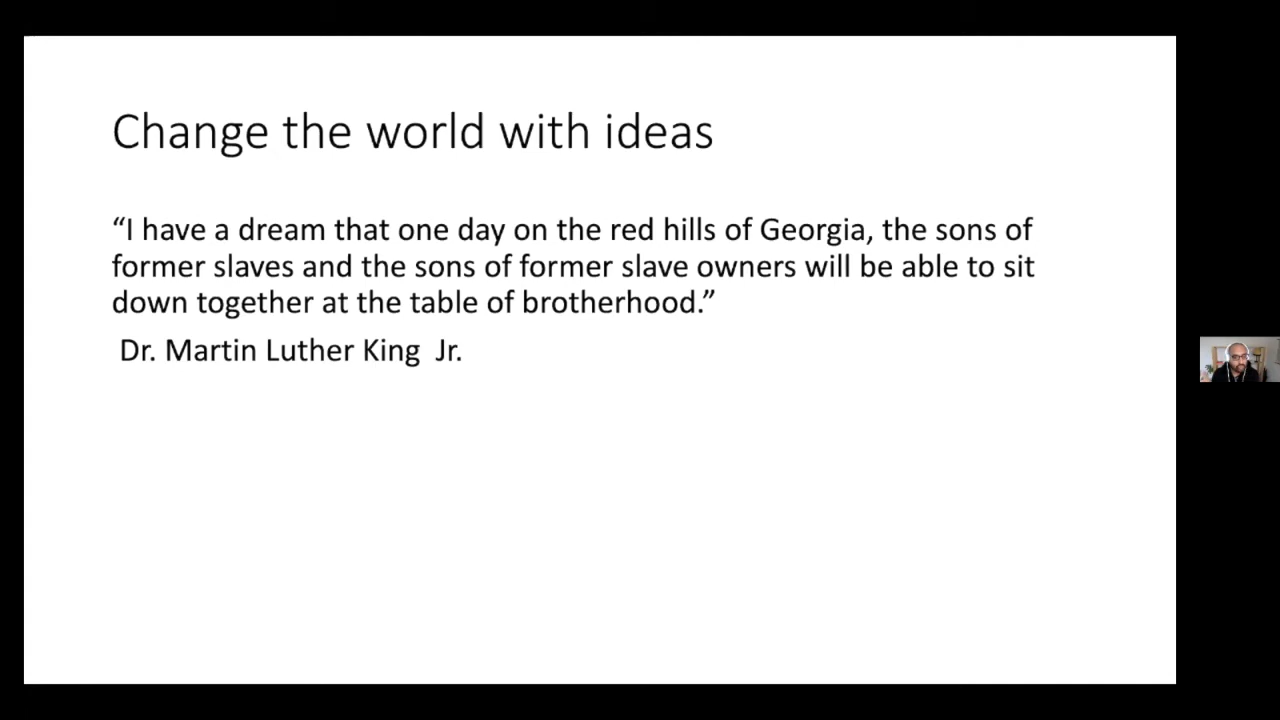 Change the world with ideas
“I have a dream that one day on the red hills of Georgia, the sons of
former slaves and the sons of former slave owners will be able to sit
down together at the table of brotherhood.”
Dr. Martin Luther King  Jr.